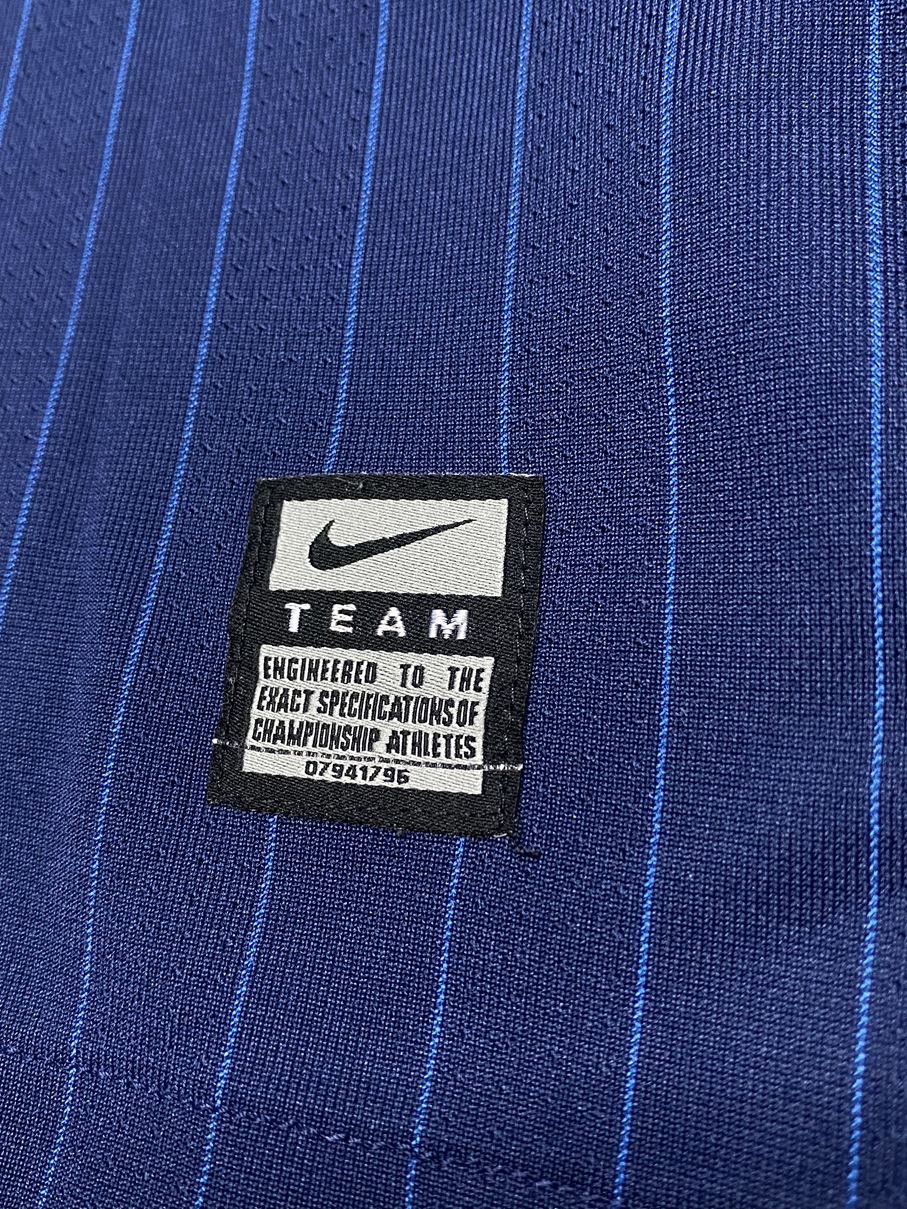 TEAM
ENGINEERED TO THE
EXACT SPECIFICATIONS OF
CHAMPIONSHIP ATHLETES
07941796